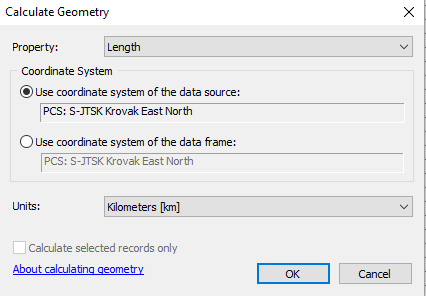 Calculate Geometry
Property: Length
Coordinate System
Use coordinate system of the data source:
PCS: S-JTSK Krovak East North
Use coordinate system of the data frame:
PCS: S-JTSK Krovak East North
Units: Kilometers [km]
Calculate selected records only
About calculating geometry
OK Cancel